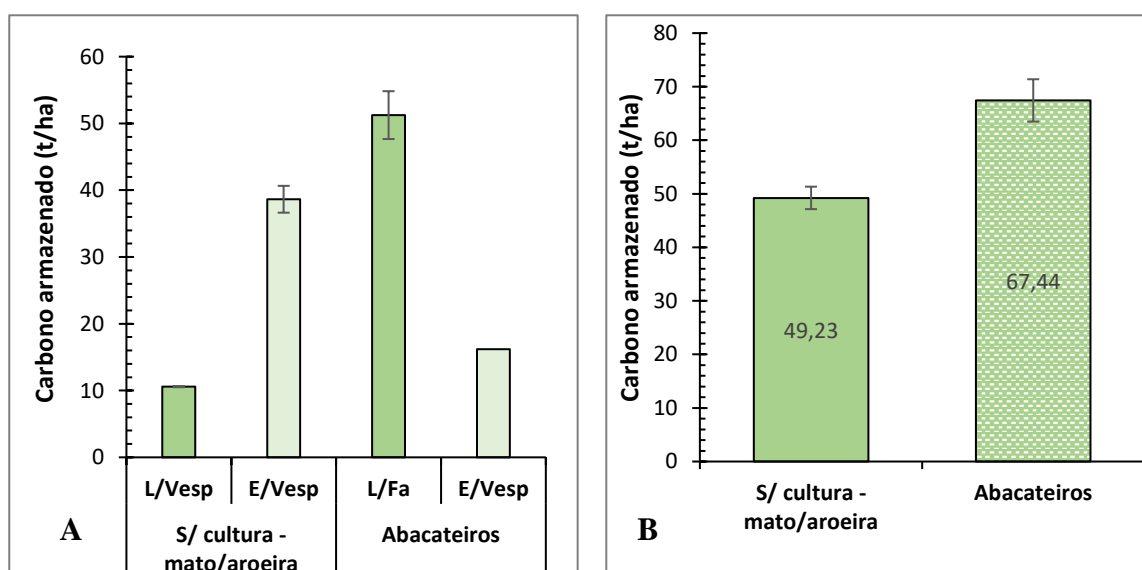 Carbono armazenado (t/ha)
60
50
40
30
20
10
0
L/Vesp E/Vesp L/Fa E/Vesp
S/ cultura -
mato/aroeira
Abacateiros
A
Carbono armazenado (t/ha)
80
70
60
50
40
30
20
10
0
49,23
67,44
S/ cultura -
mato/aroeira
Abacateiros
B